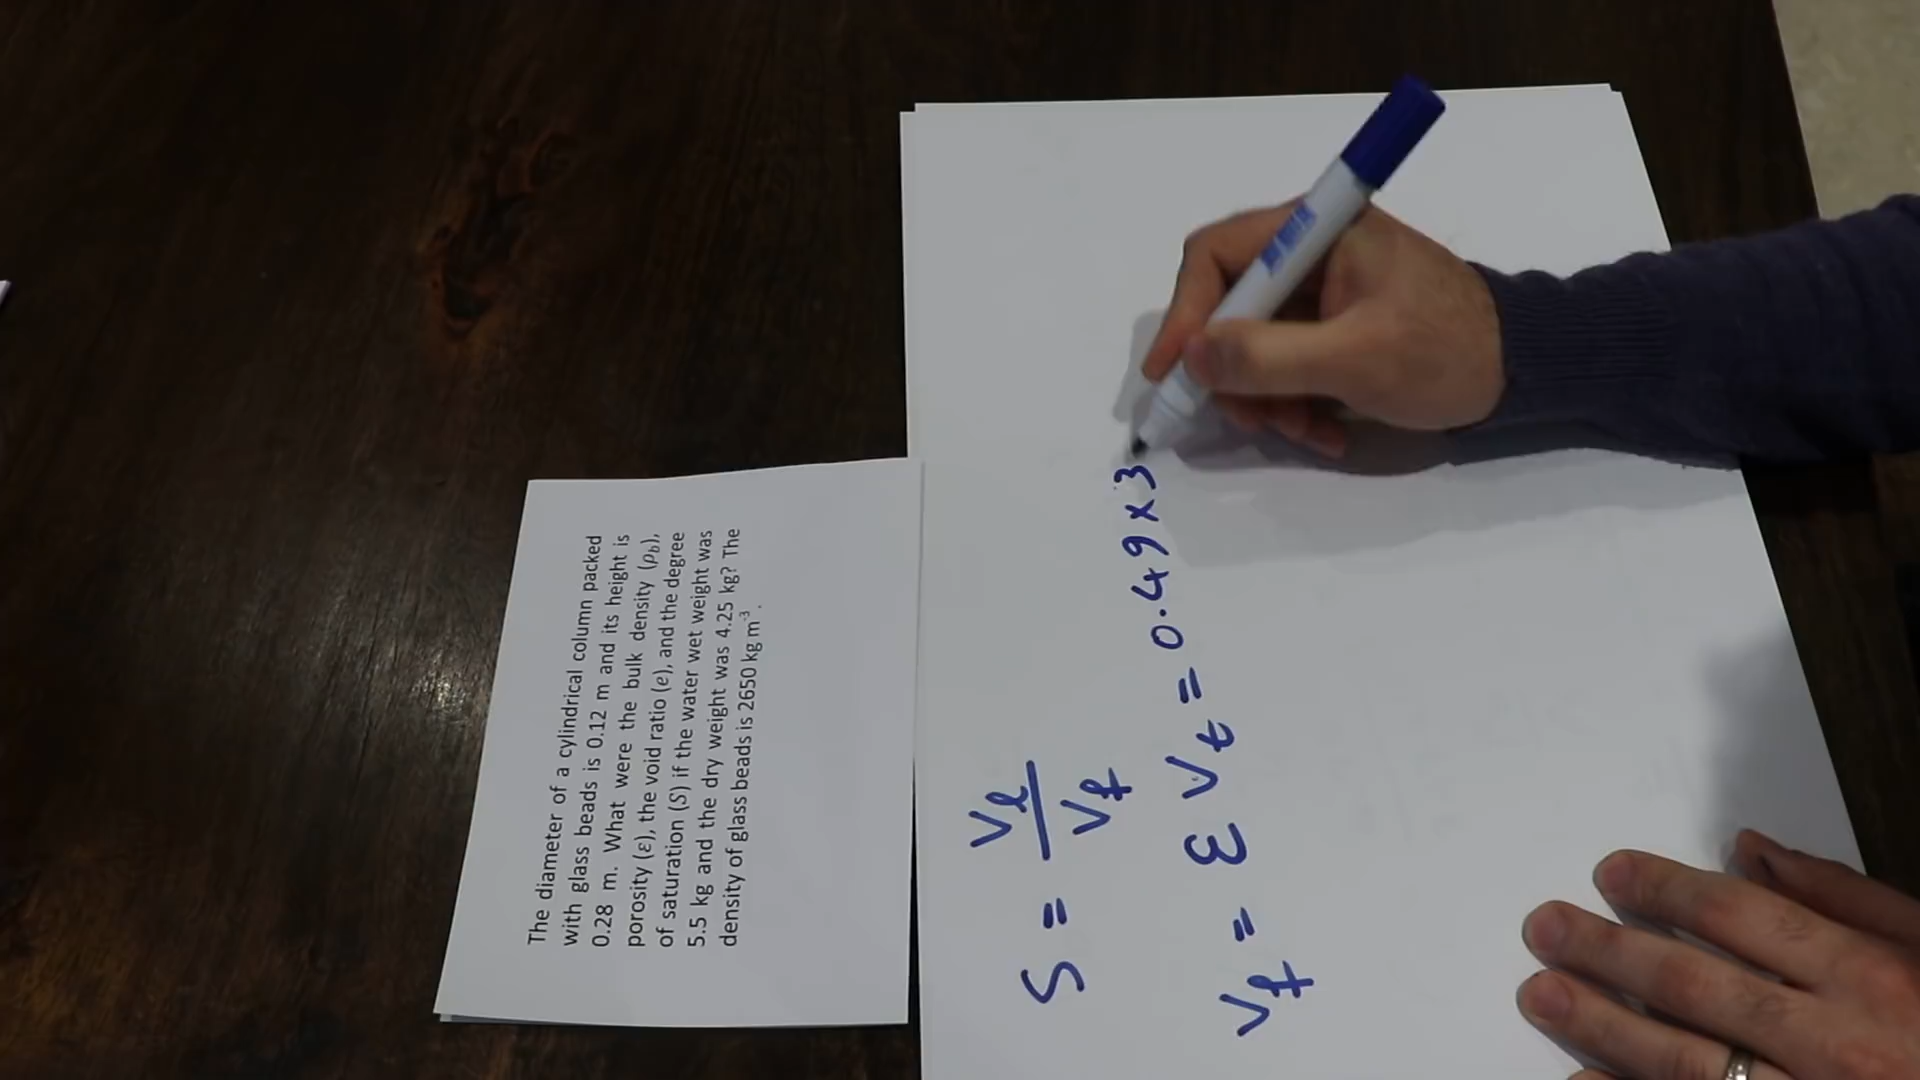 The diameter of a cylindrical column packed
with glass beads is 0.12 m and its height is
0.28 m. What were the bulk density (ρb),
porosity (ε), the void ratio (e), and the degree
of saturation (S) if the water wet weight was
5.5 kg and the dry weight was 4.25 kg? The
density of glass beads is 2650 kg m-3.
S = Vl / Vf
Vf = ε Vt = 0.49 x 3